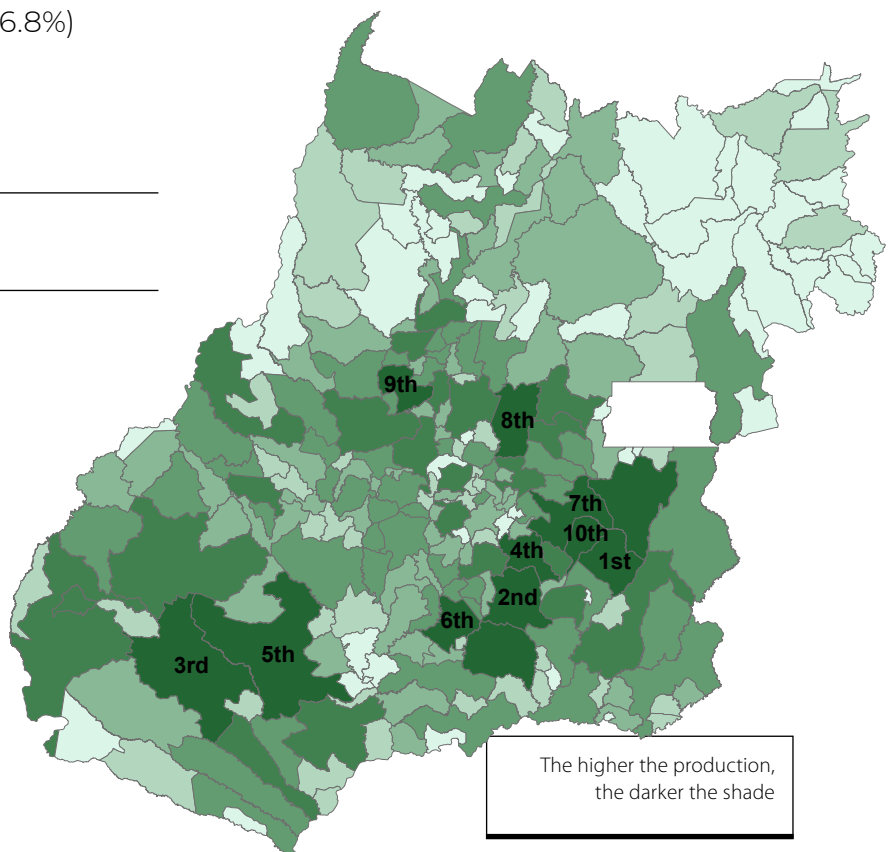 6.8%)
9th
8th
7th
10th
4th
1st
2nd
6th
5th
3rd
The higher the production,
the darker the shade